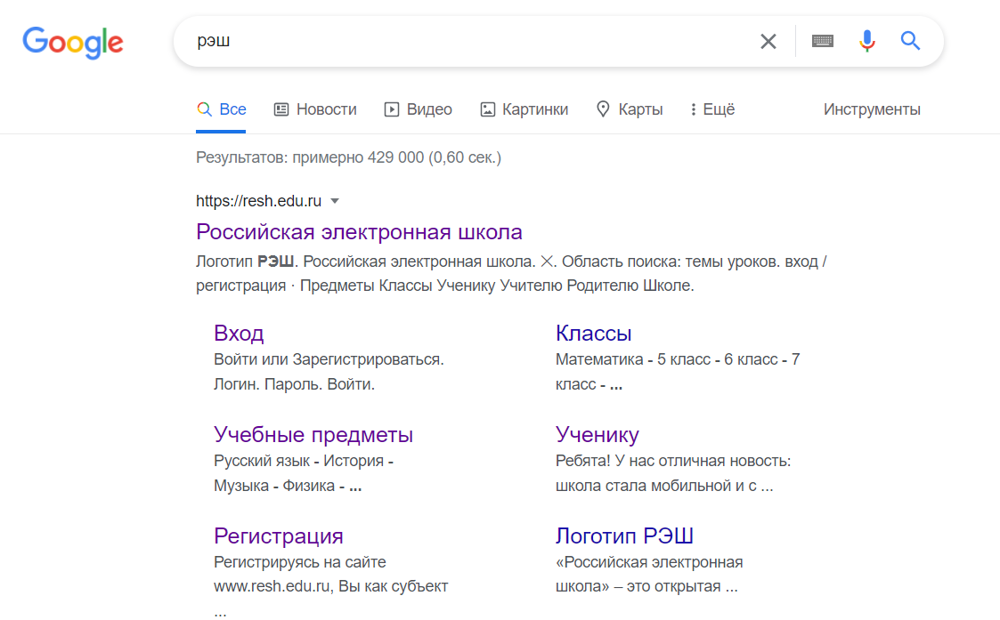 Google
рэш
Все Новости Видео Картинки Карты Ещё Инструменты
Результатов: примерно 429 000 (0,60 сек.)
https://resh.edu.ru
Российская электронная школа
Логотип РЭШ. Российская электронная школа. ✕. Область поиска: темы уроков. вход /
регистрация · Предметы Классы Ученику Учителю Родителю Школе.
Вход
Войти или Зарегистрироваться.
Логин. Пароль. Войти.
Классы
Математика - 5 класс - 6 класс - 7
класс - ...
Учебные предметы
Русский язык - История -
Музыка - Физика - ...
Ученику
Ребята! У нас отличная новость:
школа стала мобильной и с ...
Регистрация
Регистрируясь на сайте
www.resh.edu.ru, Вы как субъект
...
Логотип РЭШ
«Российская электронная
школа» – это открытая ...